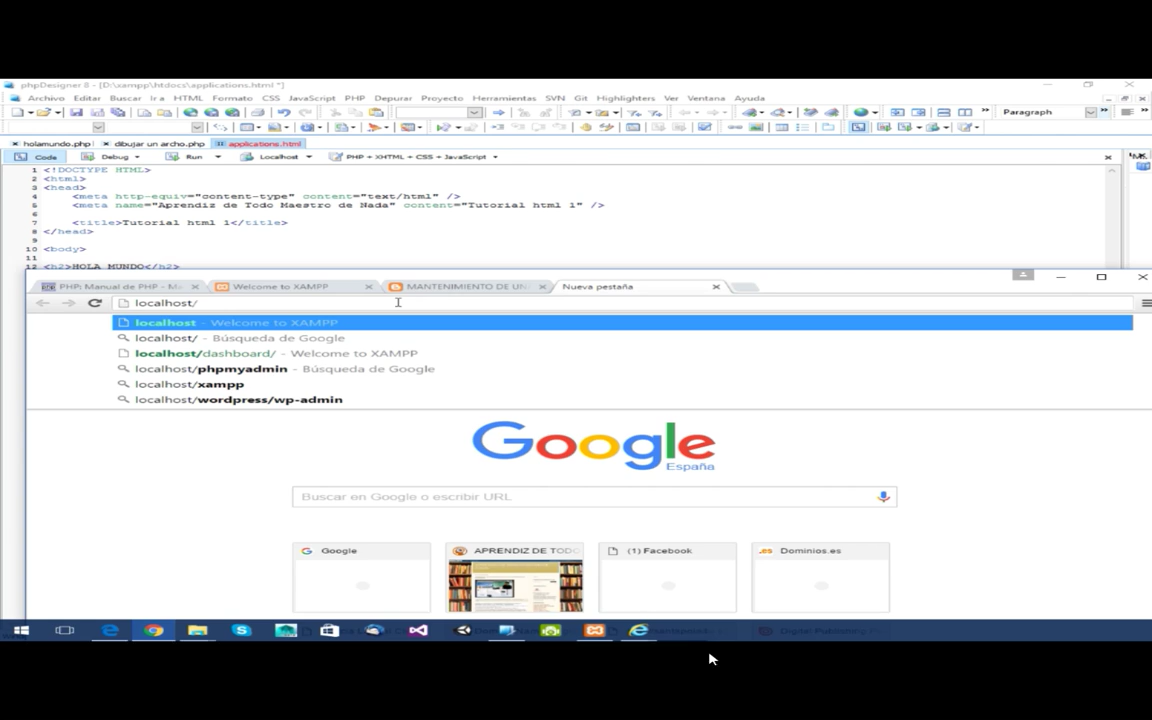 phpDesigner 8 - [D:\xampp\htdocs\applications.html *]
Archivo Editar Buscar Ir a HTML Formato CSS JavaScript PHP Depurar Proyecto Herramientas SVN Git Highlighters Ver Ventana Ayuda
Paragraph
holamundo.php dibujar un archo.php applications.html
Code Debug Run Localhost PHP + XHTML + CSS + JavaScript
1 <!DOCTYPE HTML>
2 <html>
3 <head>
4 <meta http-equiv="content-type" content="text/html" />
5 <meta name="Aprendiz de Todo Maestro de Nada" content="Tutorial html 1" />
6
7 <title>Tutorial html 1</title>
8 </head>
9
10 <body>
11
12 <h2>HOLA MUNDO</h2>
PHP: Manual de PHP - Ma Welcome to XAMPP MANTENIMIENTO DE UN Nueva pestaña
localhost/
localhost - Welcome to XAMPP
localhost/ - Búsqueda de Google
localhost/dashboard/ - Welcome to XAMPP
localhost/phpmyadmin - Búsqueda de Google
localhost/xampp
localhost/wordpress/wp-admin
Google
España
Buscar en Google o escribir URL
Google APRENDIZ DE TODO (1) Facebook Dominios.es
Digital Publishing